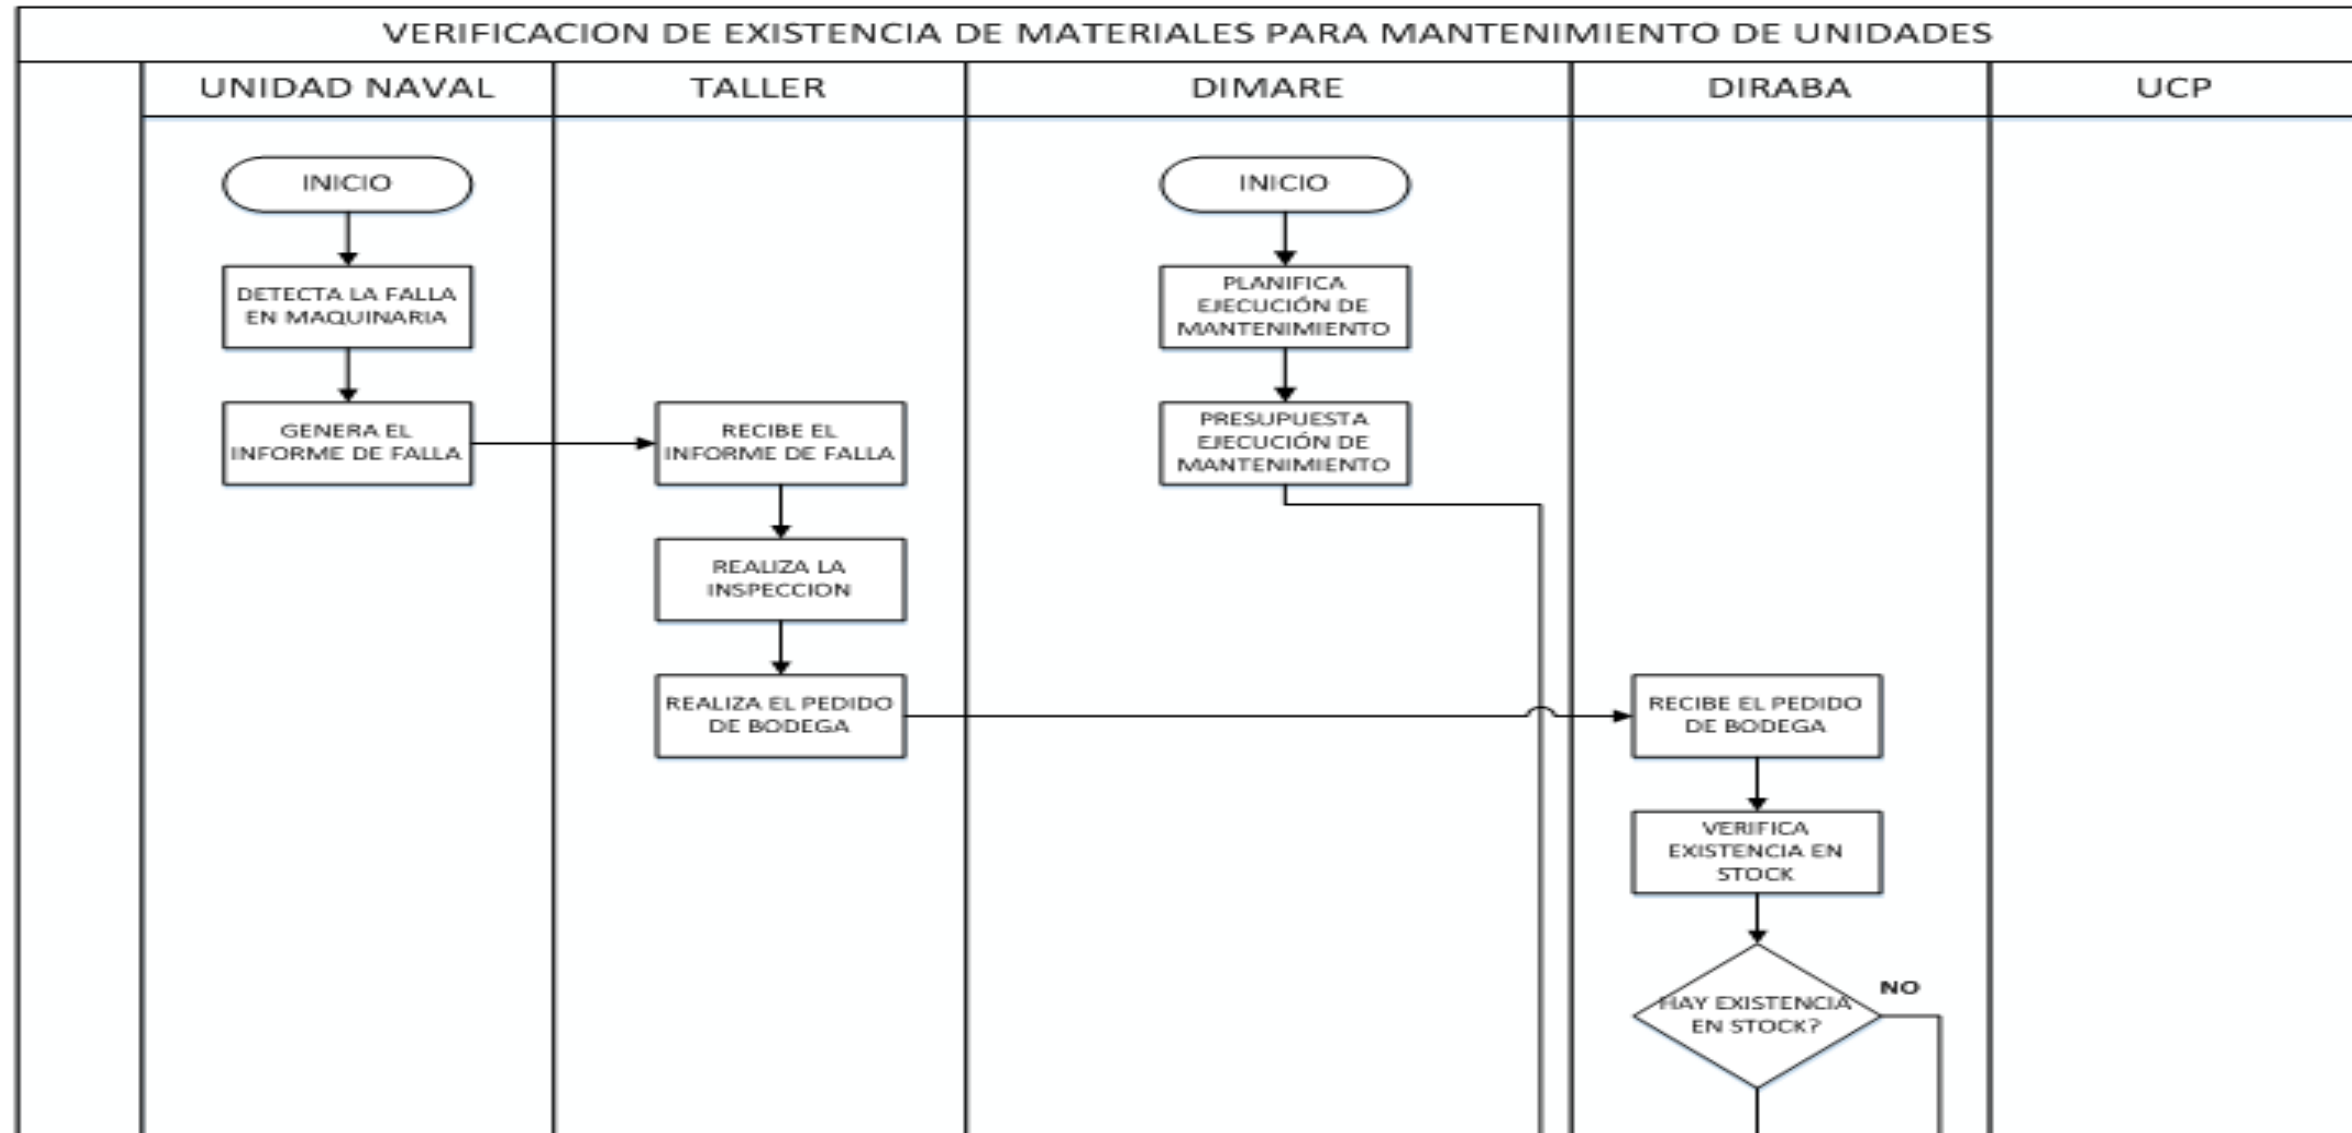 VERIFICACION DE EXISTENCIA DE MATERIALES PARA MANTENIMIENTO DE UNIDADES
UNIDAD NAVAL
TALLER
DIMARE
DIRABA
UCP
INICIO
DETECTA LA FALLA
EN MAQUINARIA
GENERA EL
INFORME DE FALLA
RECIBE EL
INFORME DE FALLA
REALIZA LA
INSPECCION
REALIZA EL PEDIDO
DE BODEGA
INICIO
PLANIFICA
EJECUCIÓN DE
MANTENIMIENTO
PRESUPUESTA
EJECUCIÓN DE
MANTENIMIENTO
RECIBE EL PEDIDO
DE BODEGA
VERIFICA
EXISTENCIA EN
STOCK
HAY EXISTENCIA
EN STOCK?
NO